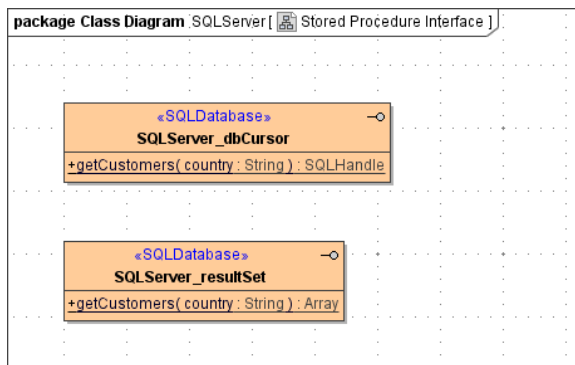 package Class Diagram SQLServer[ Stored Procedure Interface ]
«SQLDatabase»
SQLServer_dbCursor
+getCustomers( country : String ) : SQLHandle
«SQLDatabase»
SQLServer_resultSet
+getCustomers( country : String ) : Array